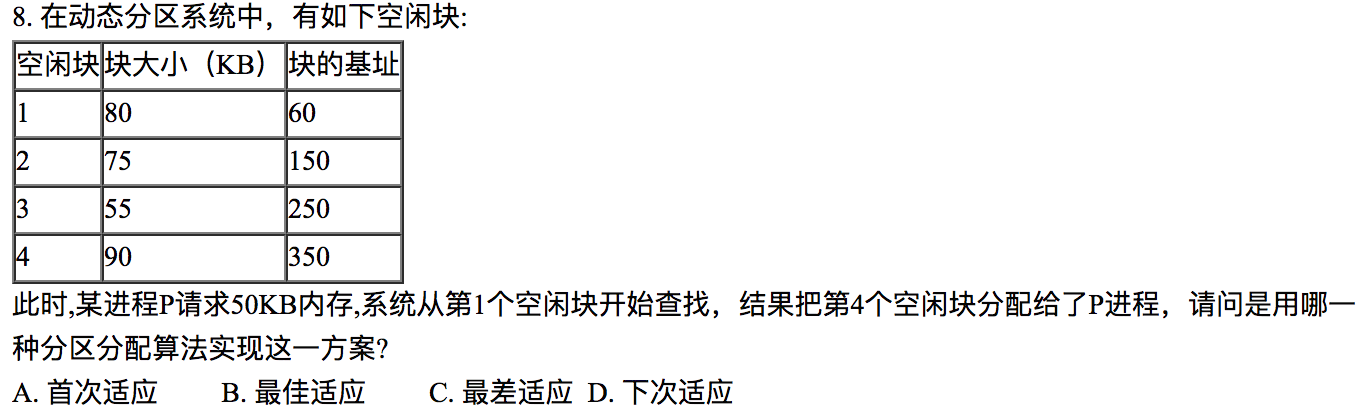 8. 在动态分区系统中，有如下空闲块:
空闲块 块大小（KB） 块的基址
1 80 60
2 75 150
3 55 250
4 90 350
此时,某进程P请求50KB内存,系统从第1个空闲块开始查找，结果把第4个空闲块分配给了P进程，请问是用哪一
种分区分配算法实现这一方案?
A. 首次适应 B. 最佳适应 C. 最差适应 D. 下次适应